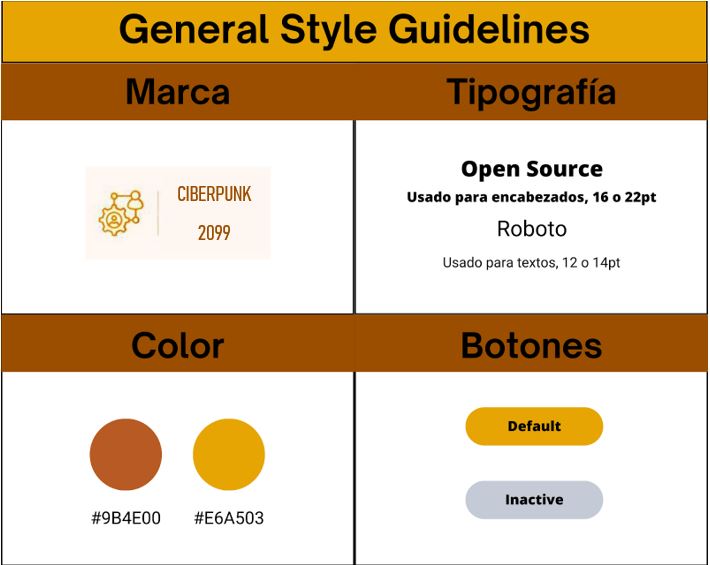 General Style Guidelines
Marca
Tipografía
CIBERPUNK
2099
Open Source
Usado para encabezados, 16 o 22pt
Roboto
Usado para textos, 12 o 14pt
Color
Botones
#9B4E00
#E6A503
Default
Inactive